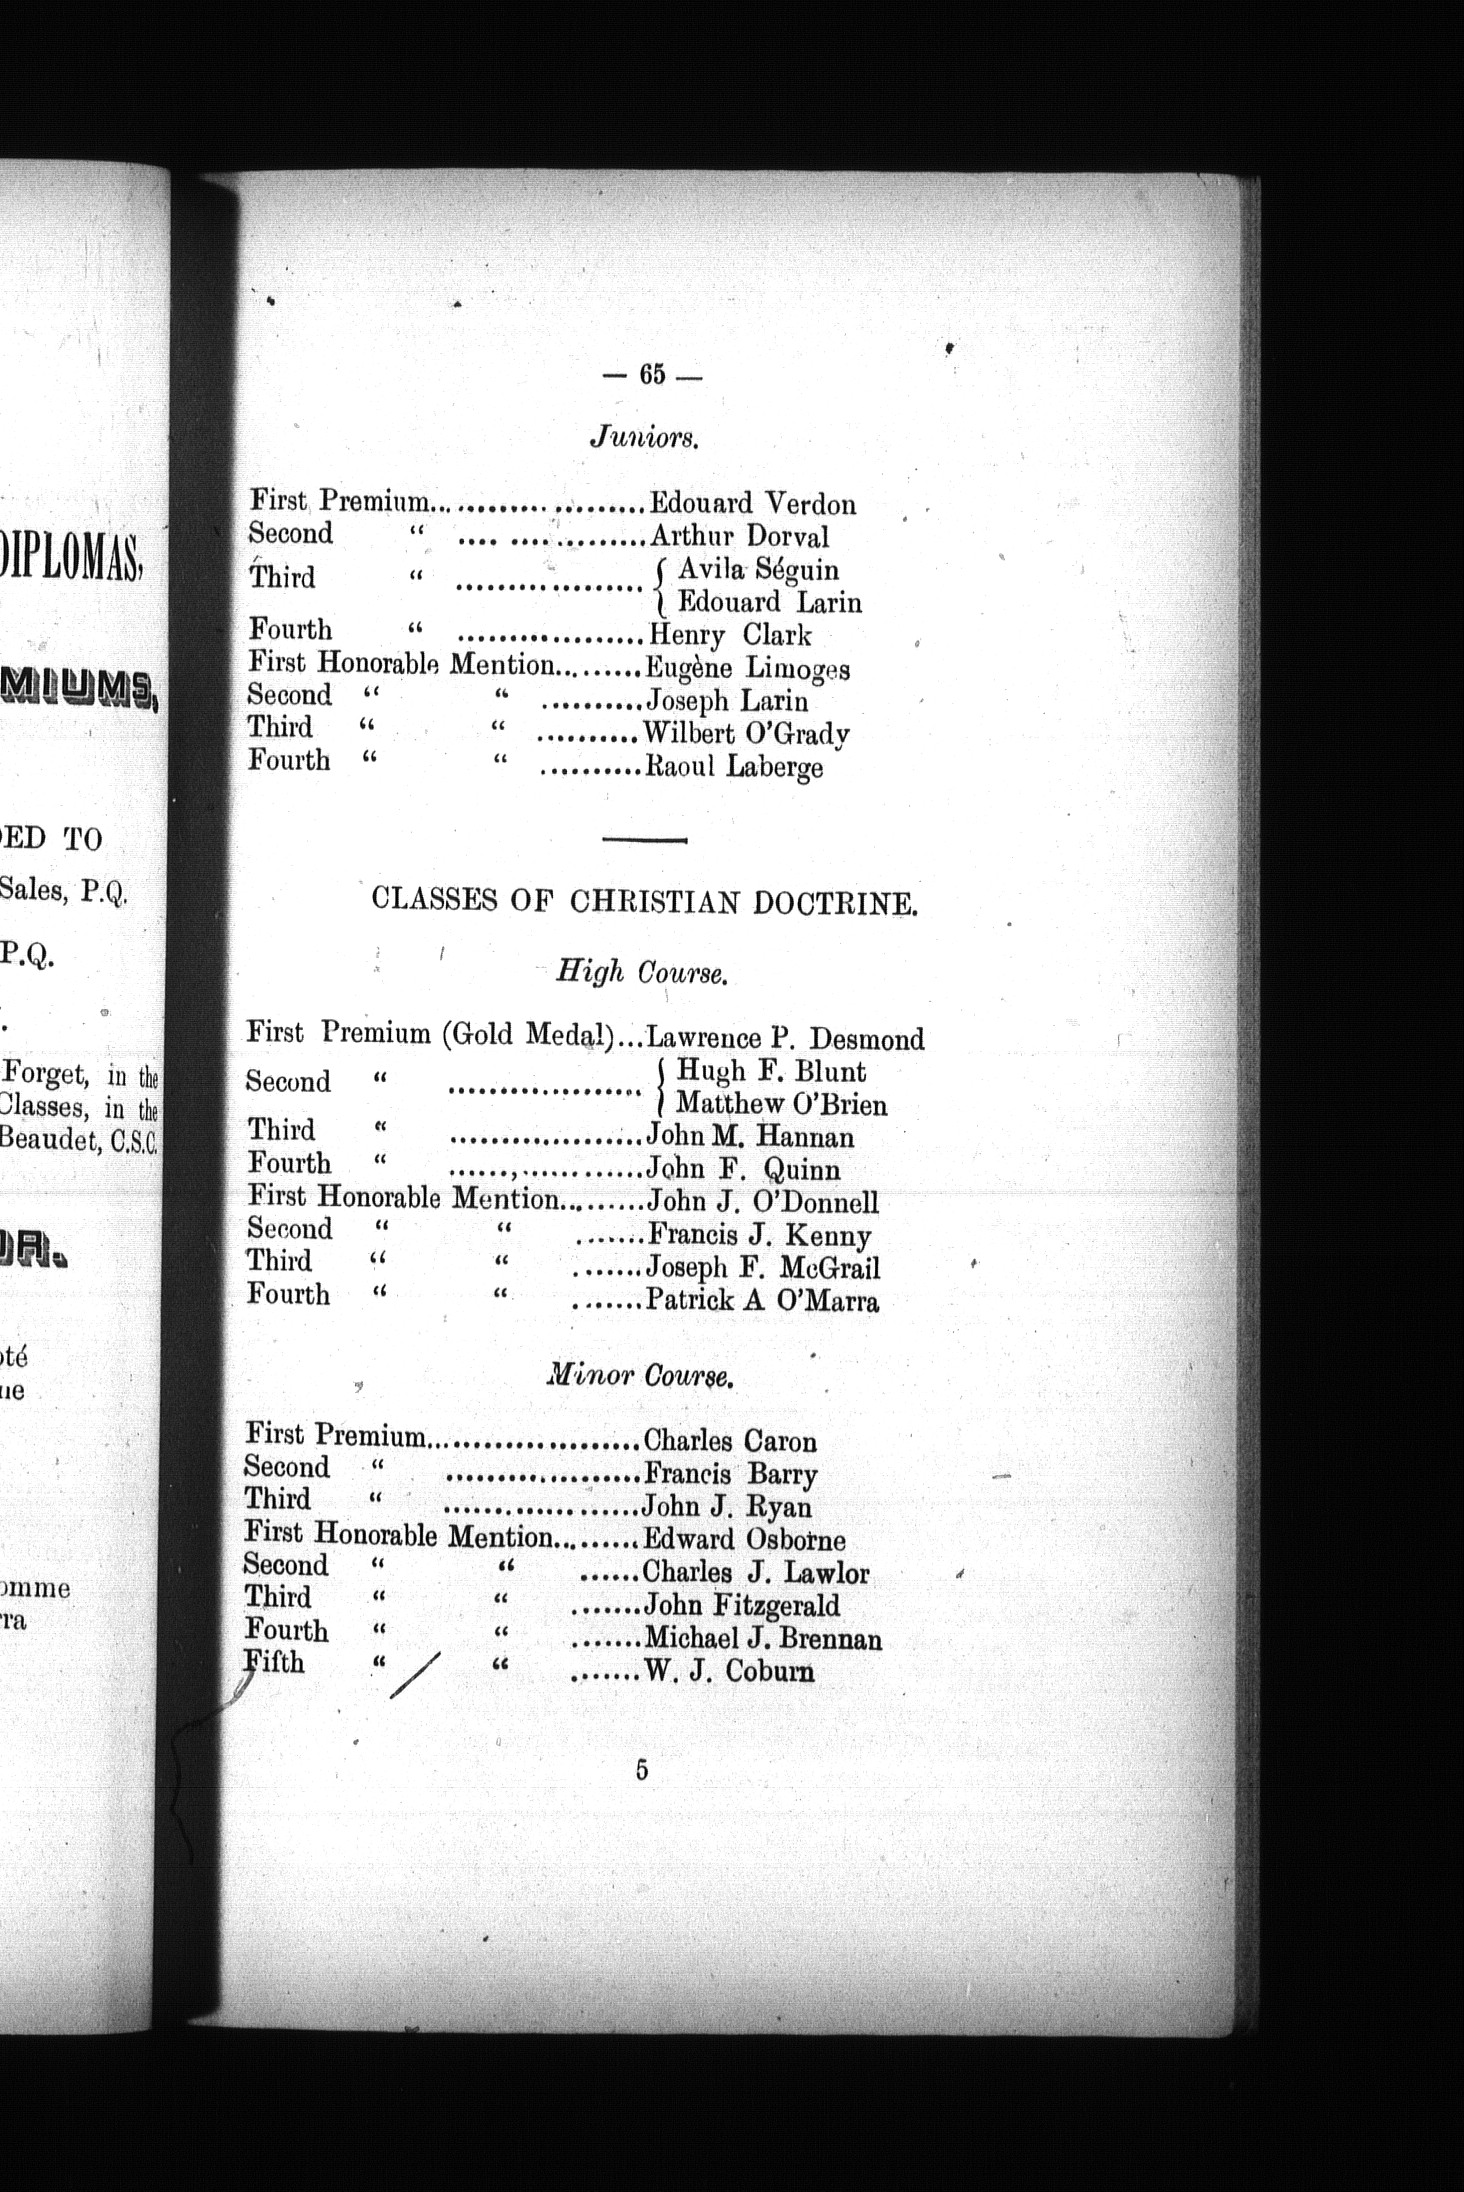 DIPLOMAS,
MIUMS,
ED TO
Sales, P.Q.
P.Q.
Forget, in the
Classes, in the
Beaudet, C.S.C.
OR.
— 65 —
Juniors.
First Premium.....................Edouard Verdon
Second “ ..................Arthur Dorval
Third “ .................. { Avila Séguin
{ Edouard Larin
Fourth “ ..................Henry Clark
First Honorable Mention.........Eugène Limoges
Second “ “ ..........Joseph Larin
Third “ “ ..........Wilbert O'Grady
Fourth “ “ ..........Raoul Laberge
CLASSES OF CHRISTIAN DOCTRINE.
High Course.
First Premium (Gold Medal)...Lawrence P. Desmond
Second “ ................... { Hugh F. Blunt
} Matthew O'Brien
Third “ ...................John M. Hannan
Fourth “ ......,............John F. Quinn
First Honorable Mention.........John J. O'Donnell
Second “ “ .......Francis J. Kenny
Third “ “ .......Joseph F. McGrail
Fourth “ “ .......Patrick A O'Marra
Minor Course.
First Premium.....................Charles Caron
Second “ ...................Francis Barry
Third “ ...................John J. Ryan
First Honorable Mention.........Edward Osborne
Second “ “ ......Charles J. Lawlor
Third “ “ .......John Fitzgerald
Fourth “ “ .......Michael J. Brennan
Fifth “ “ .......W. J. Coburn
5